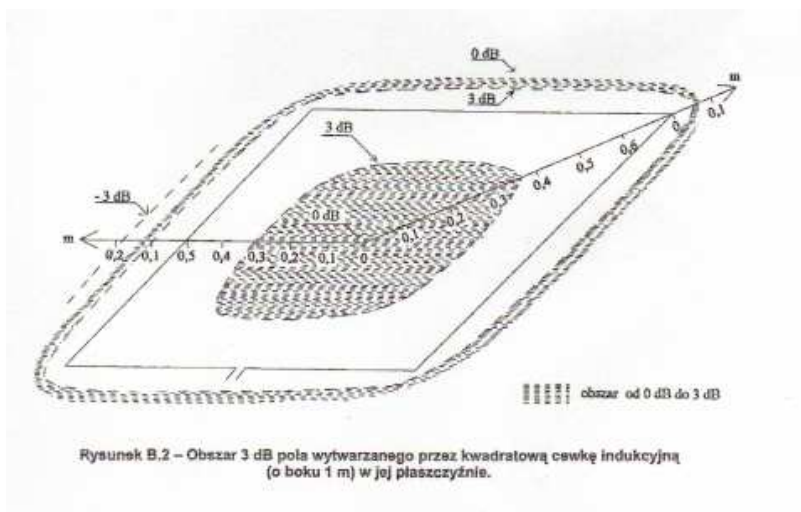 0 dB
m
3 dB
0,1
3 dB
0
0,6
0,5
0,4
-3 dB
0,3
0,2
0 dB
0,1
m
0,2 0,1 0,5 0,4 0,3 0,2 0,1 0
obszar od 0 dB do 3 dB
Rysunek B.2 – Obszar 3 dB pola wytwarzanego przez kwadratową cewkę indukcyjną
(o boku 1 m) w jej płaszczyźnie.